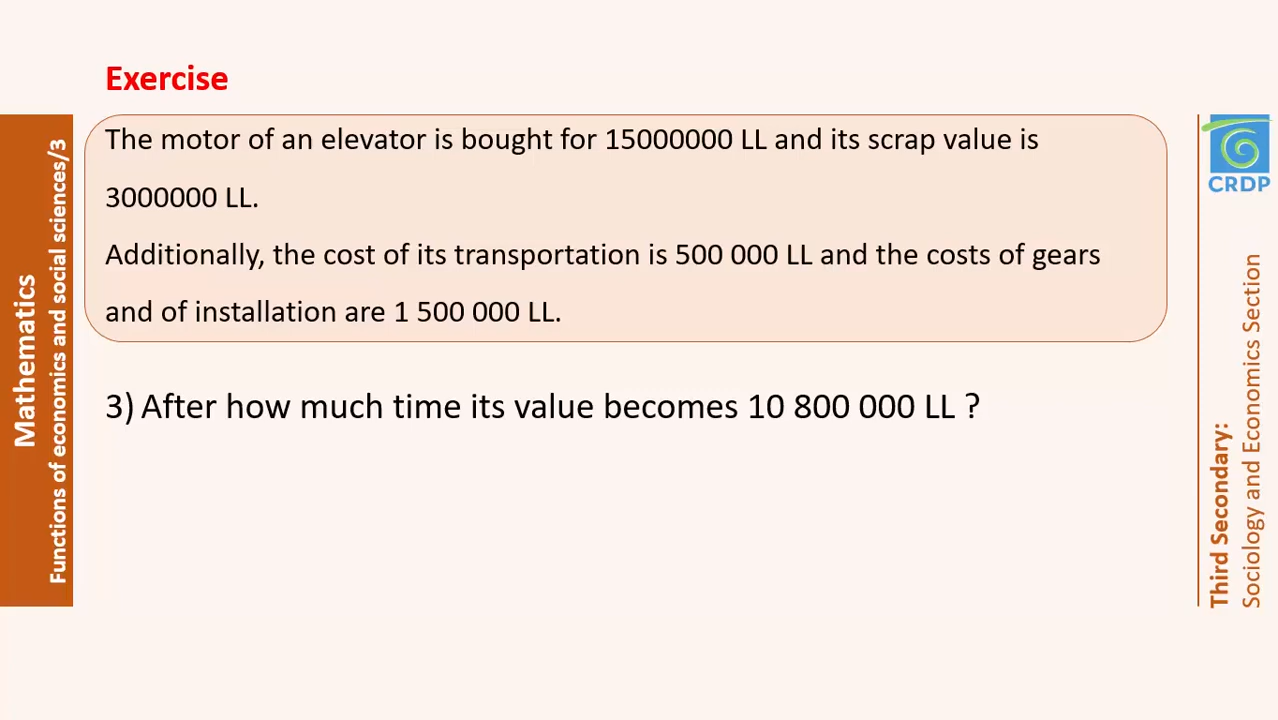 Exercise
The motor of an elevator is bought for 15000000 LL and its scrap value is
3000000 LL.
Additionally, the cost of its transportation is 500 000 LL and the costs of gears
and of installation are 1 500 000 LL.
3) After how much time its value becomes 10 800 000 LL ?
Mathematics
Functions of economics and social sciences/3
CRDP
Third Secondary:
Sociology and Economics Section